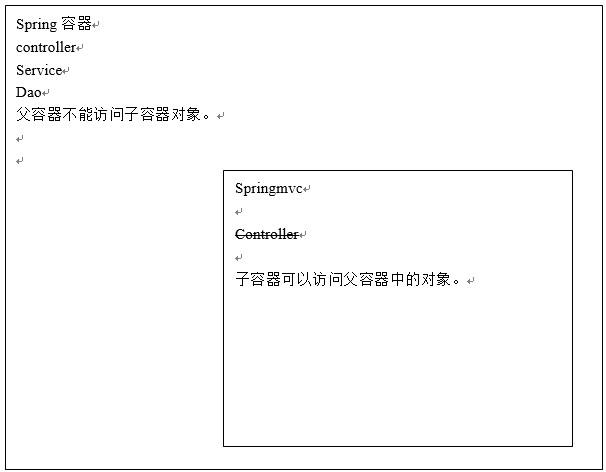 Spring 容器
controller
Service
Dao
父容器不能访问子容器对象。
Springmvc
Controller
子容器可以访问父容器中的对象。